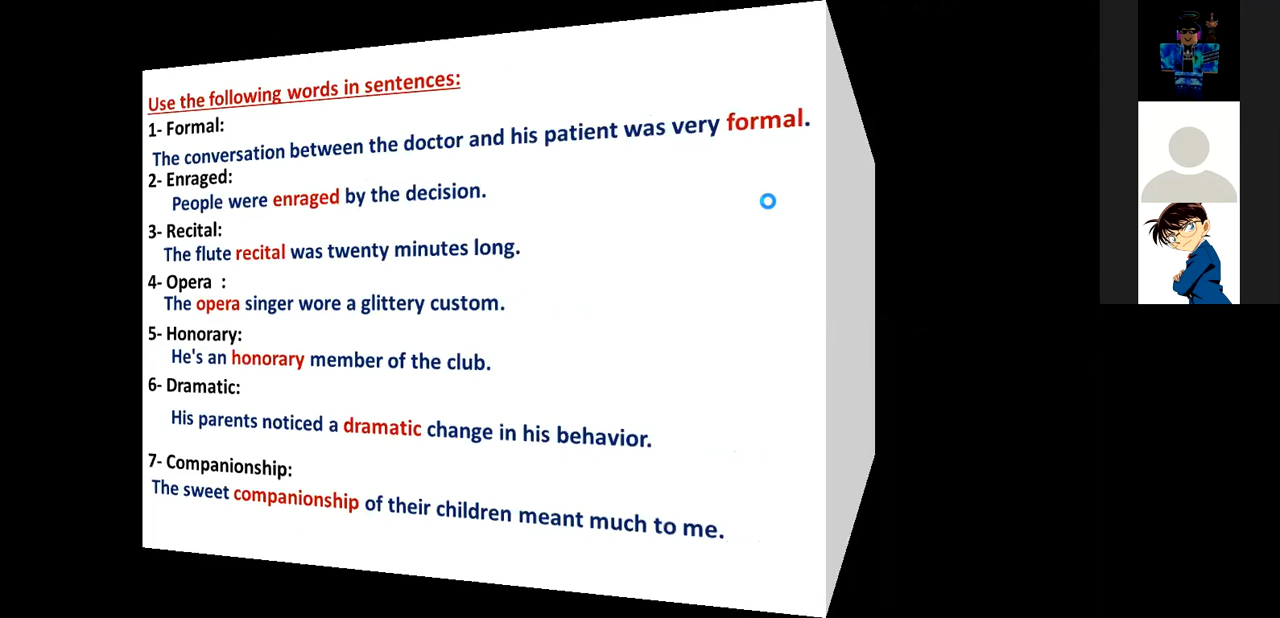 Use the following words in sentences:
1- Formal:
The conversation between the doctor and his patient was very formal.
2- Enraged:
People were enraged by the decision.
3- Recital:
The flute recital was twenty minutes long.
4- Opera :
The opera singer wore a glittery custom.
5- Honorary:
He's an honorary member of the club.
6- Dramatic:
His parents noticed a dramatic change in his behavior.
7- Companionship:
The sweet companionship of their children meant much to me.